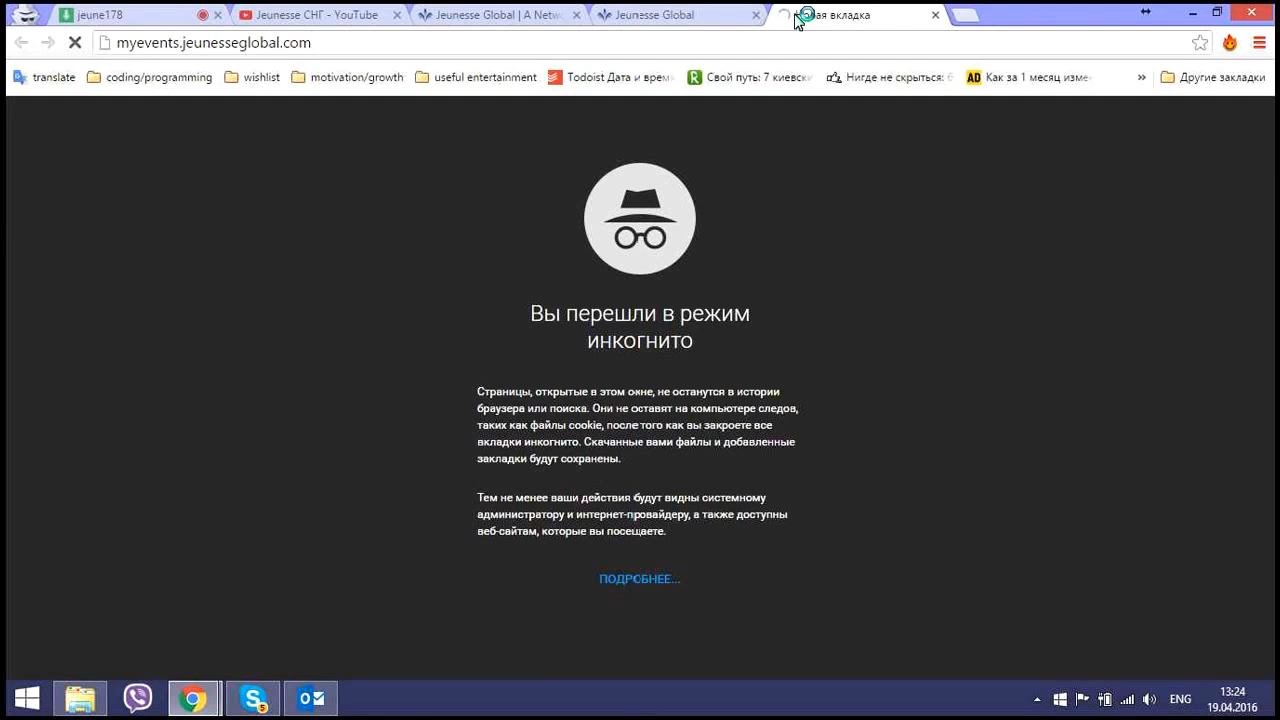 jeune178
Jeunesse СНГ - YouTube
Jeunesse Global | A Netw
Jeunesse Global
вкладка
myevents.jeunesseglobal.com
translate
coding/programming
wishlist
motivation/growth
useful entertainment
Todoist Дата и врем
Свой путь: 7 киевск
Нигде не скрыться: 6
AD
Как за 1 месяц изме
»
Другие закладки
Вы перешли в режим
инкогнито
Страницы, открытые в этом окне, не останутся в истории
браузера или поиска. Они не оставят на компьютере следов,
таких как файлы cookie, после того как вы закроете все
вкладки инкогнито. Скачанные вами файлы и добавленные
закладки будут сохранены.
Тем не менее ваши действия будут видны системному
администратору и интернет-провайдеру, а также доступны
веб-сайтам, которые вы посещаете.
ПОДРОБНЕЕ...
5
ENG
13:24
19.04.2016